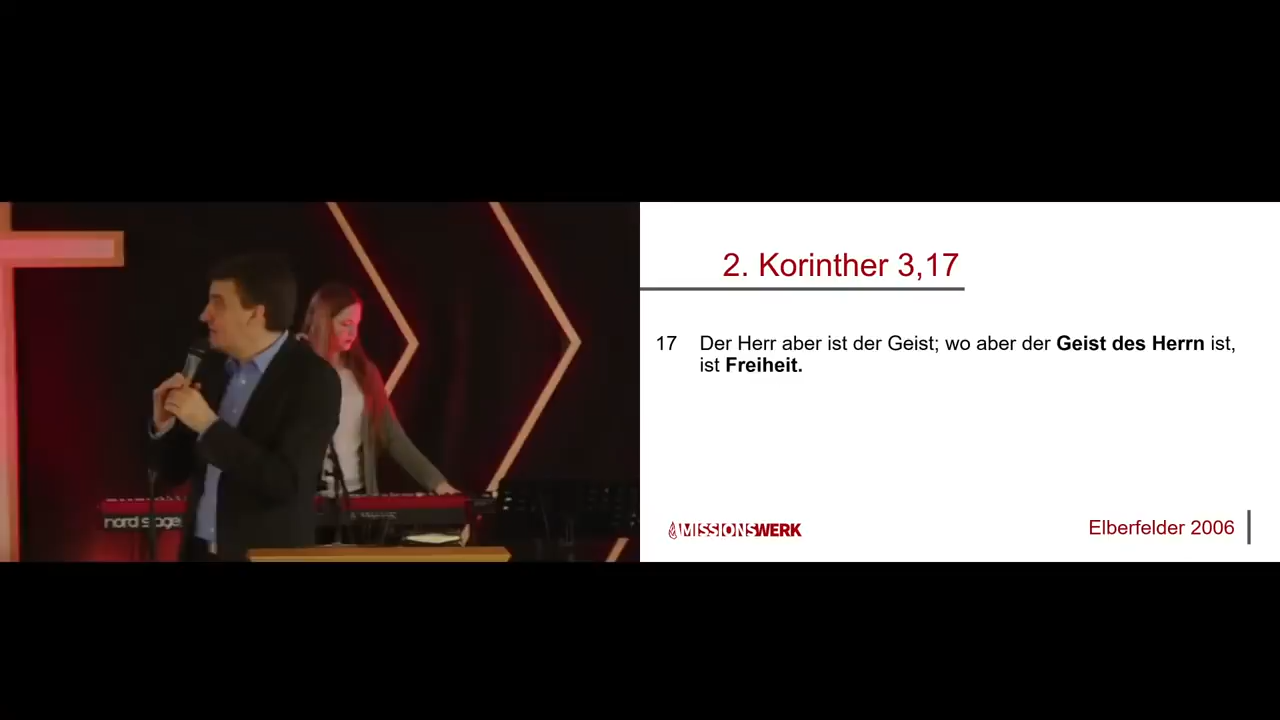 2. Korinther 3,17
17 Der Herr aber ist der Geist; wo aber der Geist des Herrn ist,
ist Freiheit.
nord stage
MISSIONSWERK
Elberfelder 2006